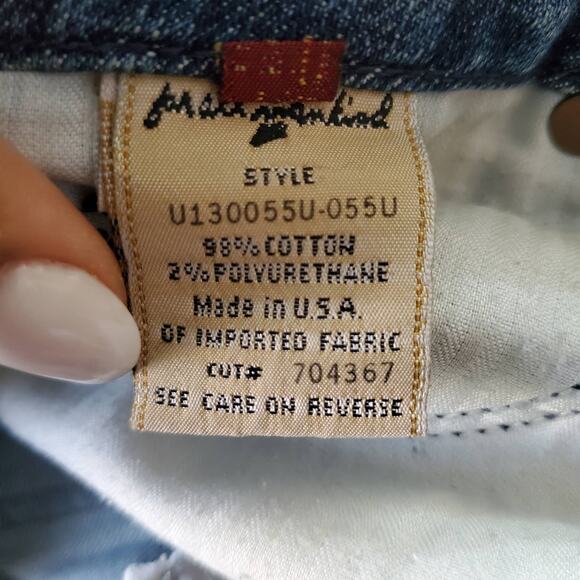 for all mankind
STYLE
U130055U-055U
98% COTTON
2% POLYURETHANE
Made in U.S.A.
OF IMPORTED FABRIC
CUT# 704367
SEE CARE ON REVERSE